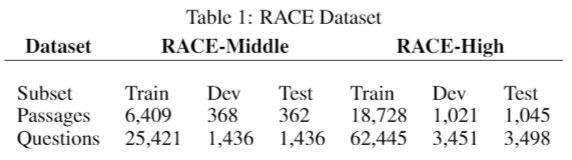 Table 1: RACE Dataset
Dataset RACE-Middle RACE-High
Subset Train Dev Test Train Dev Test
Passages 6,409 368 362 18,728 1,021 1,045
Questions 25,421 1,436 1,436 62,445 3,451 3,498